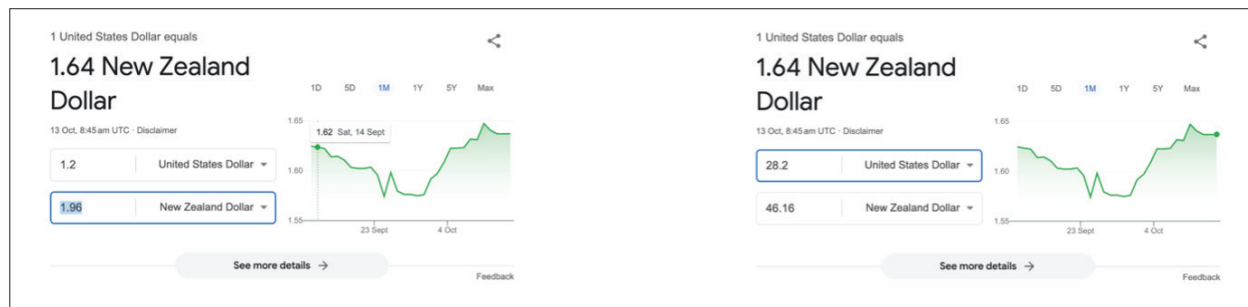 1 United States Dollar equals
1.64 New Zealand
Dollar
13 Oct, 8:45 am UTC · Disclaimer
1.2 United States Dollar
1.96 New Zealand Dollar
1D 5D 1M 1Y 5Y Max
1.65
1.62 Sat, 14 Sept
1.60
1.55
23 Sept 4 Oct
See more details
Feedback
1 United States Dollar equals
1.64 New Zealand
Dollar
13 Oct, 8:45 am UTC · Disclaimer
28.2 United States Dollar
46.16 New Zealand Dollar
1D 5D 1M 1Y 5Y Max
1.65
1.60
1.55
23 Sept 4 Oct
See more details
Feedback